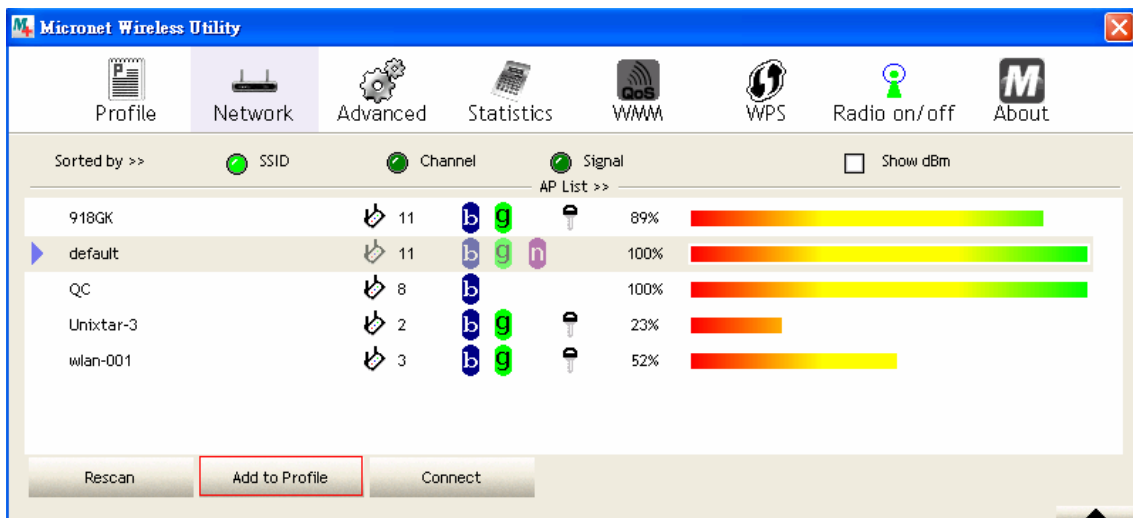 Micronet Wireless Utility
Profile Network Advanced Statistics QoS WMM WPS Radio on/off M About
Sorted by >> SSID Channel Signal Show dBm
AP List >>
918GK 11 b g 89%
default 11 b g n 100%
QC 8 b 100%
Unixtar-3 2 b g 23%
wlan-001 3 b g 52%
Rescan Add to Profile Connect